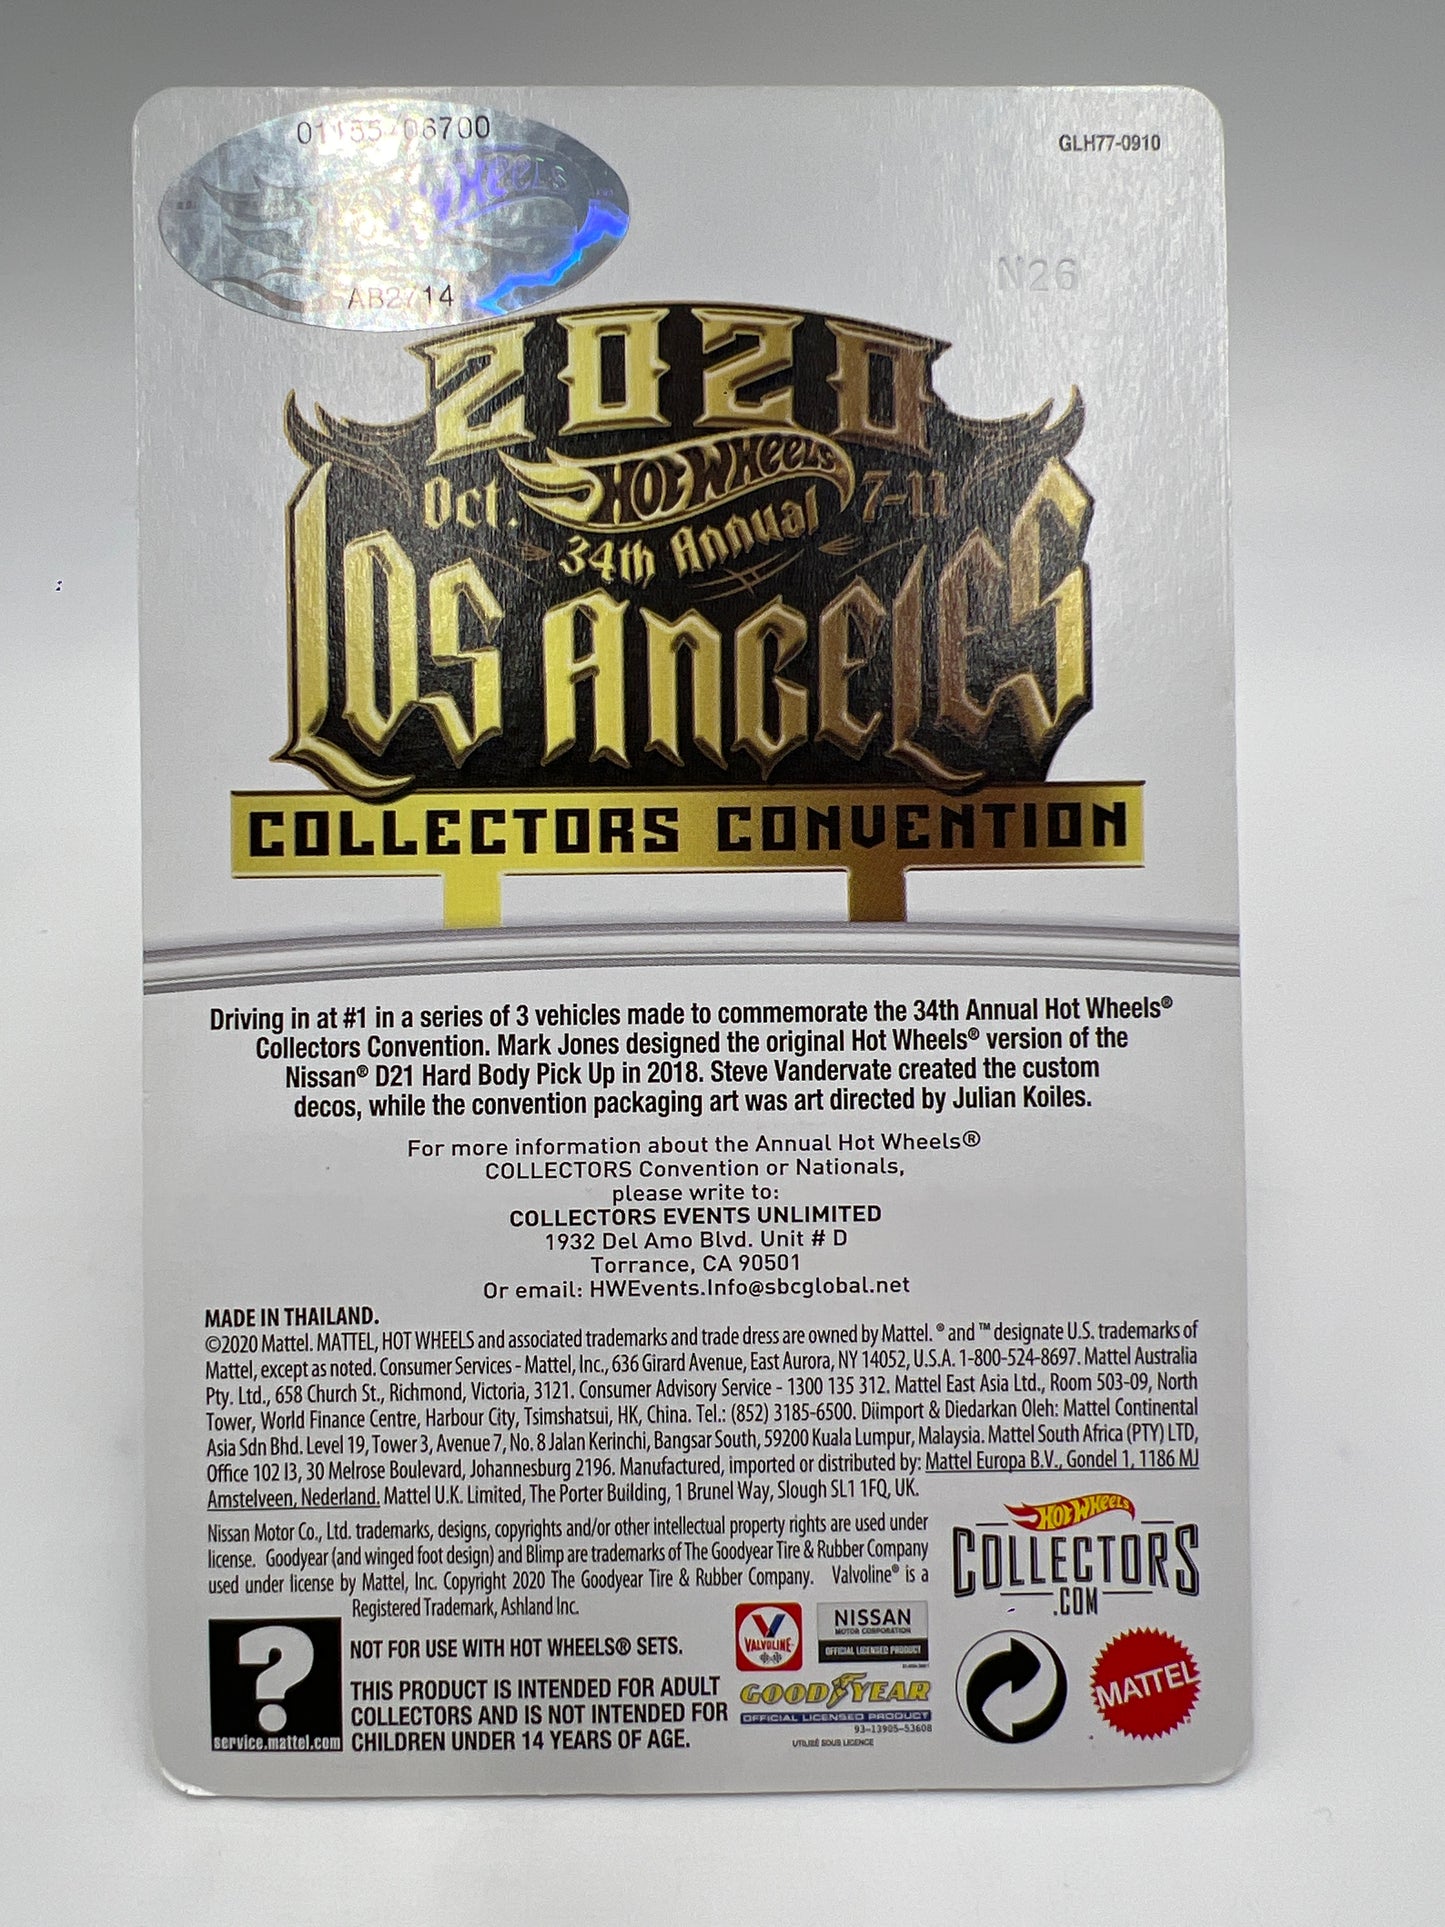 06700
GLH77-0910
N26
2020
Oct. HOT WHEELS 7-11
34th Annual
LOS ANGELES
COLLECTORS CONVENTION
Driving in at #1 in a series of 3 vehicles made to commemorate the 34th Annual Hot Wheels®
Collectors Convention. Mark Jones designed the original Hot Wheels® version of the
Nissan® D21 Hard Body Pick Up in 2018. Steve Vandervate created the custom
decos, while the convention packaging art was art directed by Julian Koiles.
For more information about the Annual Hot Wheels®
COLLECTORS Convention or Nationals,
please write to:
COLLECTORS EVENTS UNLIMITED
1932 Del Amo Blvd. Unit # D
Torrance, CA 90501
Or email: HWEvents.Info@sbcglobal.net
MADE IN THAILAND.
©2020 Mattel. MATTEL, HOT WHEELS and associated trademarks and trade dress are owned by Mattel. ® and ™ designate U.S. trademarks of
Mattel, except as noted. Consumer Services - Mattel, Inc., 636 Girard Avenue, East Aurora, NY 14052, U.S.A. 1-800-524-8697. Mattel Australia
Pty. Ltd., 658 Church St., Richmond, Victoria, 3121. Consumer Advisory Service - 1300 135 312. Mattel East Asia Ltd., Room 503-09, North
Tower, World Finance Centre, Harbour City, Tsimshatsui, HK, China. Tel.: (852) 3185-6500. Diimport & Diedarkan Oleh: Mattel Continental
Asia Sdn Bhd. Level 19, Tower 3, Avenue 7, No. 8 Jalan Kerinchi, Bangsar South, 59200 Kuala Lumpur, Malaysia. Mattel South Africa (PTY) LTD,
Office 102 I3, 30 Melrose Boulevard, Johannesburg 2196. Manufactured, imported or distributed by: Mattel Europa B.V., Gondel 1, 1186 MJ
Amstelveen, Nederland. Mattel U.K. Limited, The Porter Building, 1 Brunel Way, Slough SL1 1FQ, UK.
Nissan Motor Co., Ltd. trademarks, designs, copyrights and/or other intellectual property rights are used under
license. Goodyear (and winged foot design) and Blimp are trademarks of The Goodyear Tire & Rubber Company
used under license by Mattel, Inc. Copyright 2020 The Goodyear Tire & Rubber Company. Valvoline® is a
Registered Trademark, Ashland Inc.
HOT WHEELS
COLLECTORS
.COM
?
service.mattel.com
NOT FOR USE WITH HOT WHEELS® SETS.
THIS PRODUCT IS INTENDED FOR ADULT
COLLECTORS AND IS NOT INTENDED FOR
CHILDREN UNDER 14 YEARS OF AGE.
VALVOLINE
NISSAN
MOTOR CORPORATION
OFFICIAL LICENSED PRODUCT
GOODYEAR
OFFICIAL LICENSED PRODUCT
93-13905-53608
UTILISÉ SOUS LICENCE
MATTEL